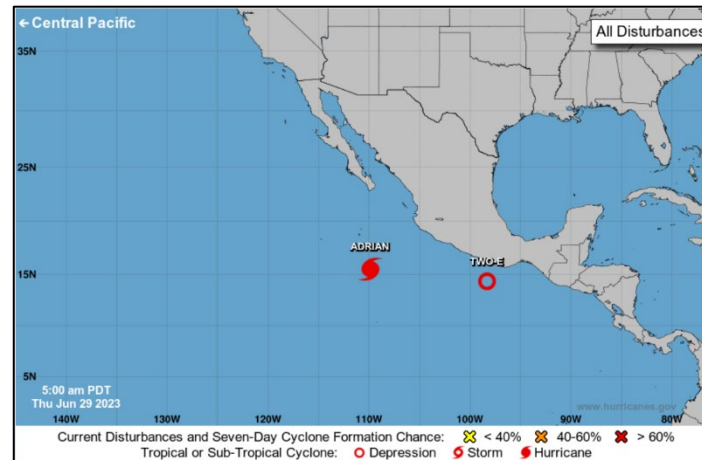 ← Central Pacific
All Disturbances
35N
25N
ADRIAN
TWO-E
15N
5N
5:00 am PDT
Thu Jun 29 2023
www.hurricanes.gov
140W 130W 120W 110W 100W 90W 80W
Current Disturbances and Seven-Day Cyclone Formation Chance: < 40% 40-60% > 60%
Tropical or Sub-Tropical Cyclone: Depression Storm Hurricane